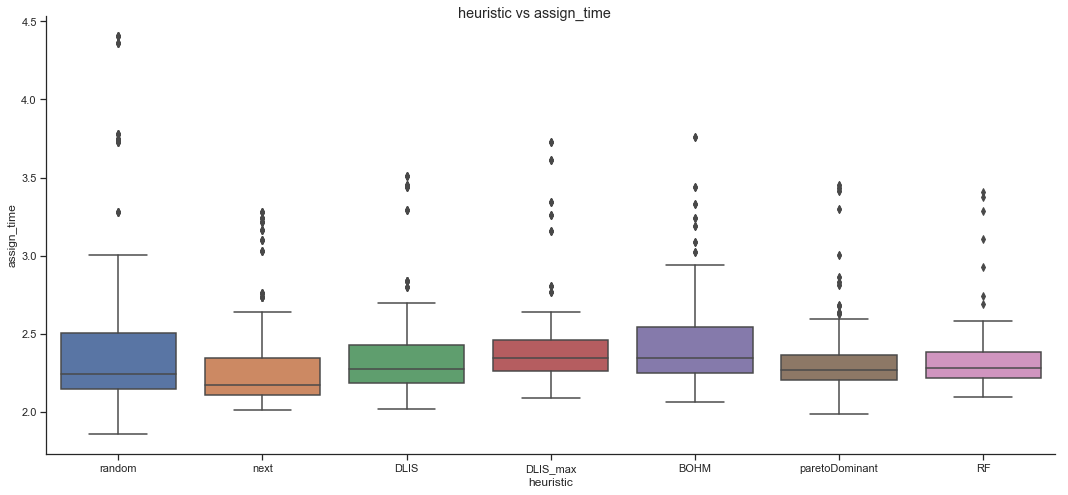 heuristic vs assign_time
assign_time
4.5
4.0
3.5
3.0
2.5
2.0
random next DLIS DLIS_max BOHM paretoDominant RF
heuristic